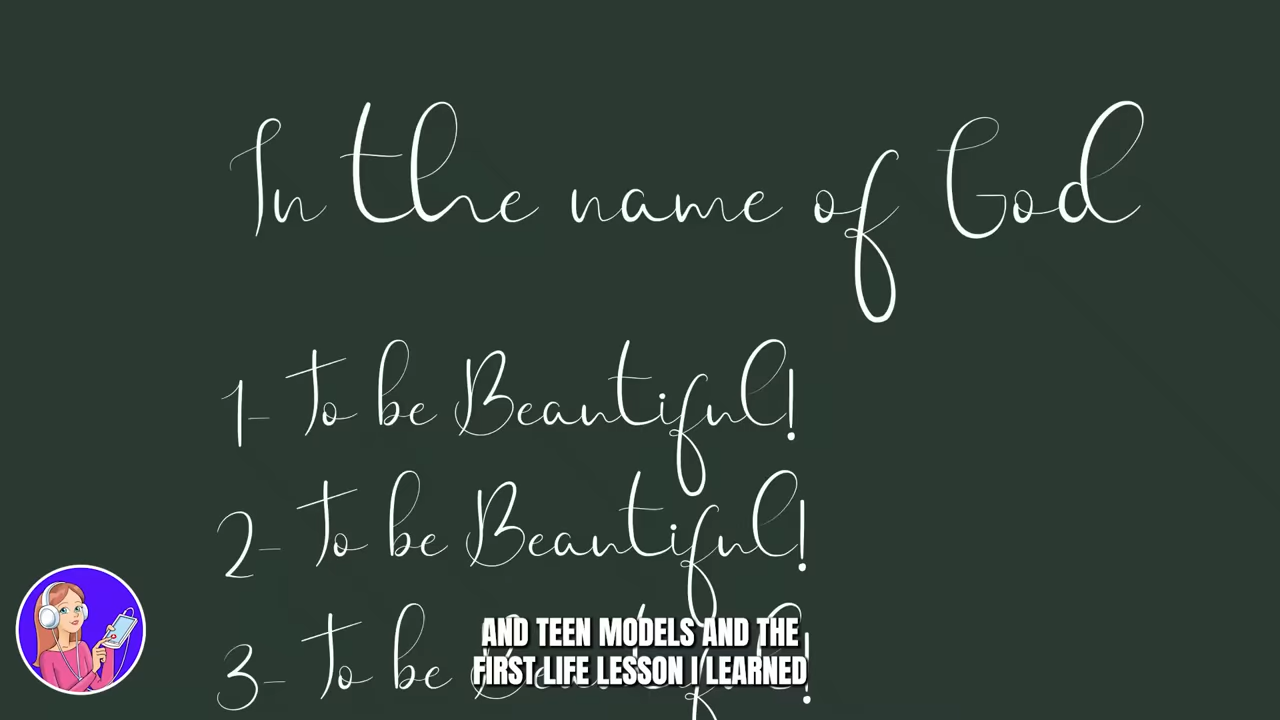 In the name of God
1- To be Beautiful!
2- To be Beautiful!
3- To be Beautiful!
AND TEEN MODELS AND THE
FIRST LIFE LESSON I LEARNED